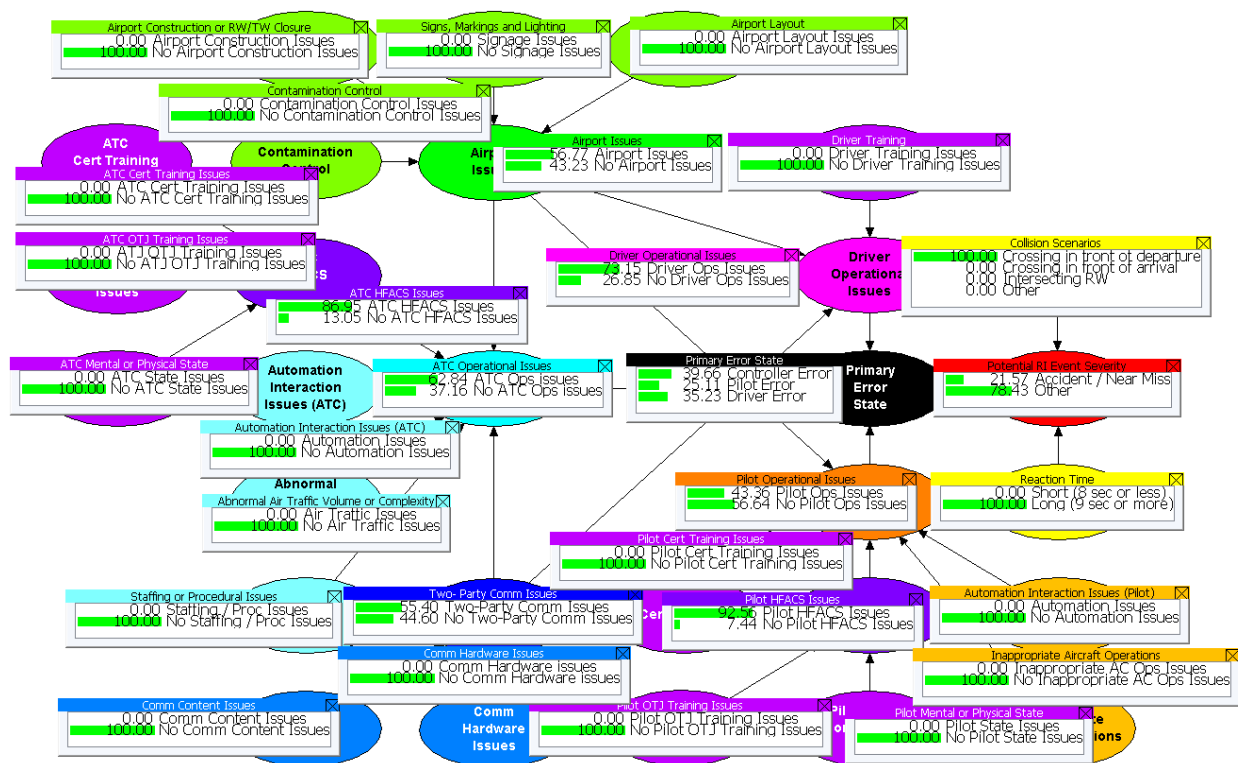 Airport Construction or RW/TW Closure
0.00 Airport Construction Issues
100.00 No Airport Construction Issues
Signs, Markings and Lighting
0.00 Signage Issues
100.00 No Signage Issues
Airport Layout
0.00 Airport Layout Issues
100.00 No Airport Layout Issues
Contamination Control
0.00 Contamination Control Issues
100.00 No Contamination Control Issues
ATC
Cert Training
Contamination
Airport Issues
56.77 Airport Issues
43.23 No Airport Issues
Driver Training
0.00 Driver Training Issues
100.00 No Driver Training Issues
ATC Cert Training Issues
0.00 ATC Cert Training Issues
100.00 No ATC Cert Training Issues
ATC OTJ Training Issues
0.00 ATJ OTJ Training Issues
100.00 No ATJ OTJ Training Issues
Issues
Driver Operational Issues
73.15 Driver Ops Issues
26.85 No Driver Ops Issues
Driver
Operationa
Issues
Collision Scenarios
100.00 Crossing in front of departure
0.00 Crossing in front of arrival
0.00 Intersecting RW
0.00 Other
ATC HFACS Issues
86.95 ATC HFACS Issues
13.05 No ATC HFACS Issues
ATC Mental or Physical State
0.00 ATC State Issues
100.00 No ATC State Issues
Automation
Interaction
Issues (ATC)
ATC Operational Issues
62.84 ATC Ops issues
37.16 No ATC Ops issues
Primary Error State
39.66 Controller Error
25.11 Pilot Error
35.23 Driver Error
Primary
Error
State
Potential RI Event Severity
21.57 Accident / Near Miss
78.43 Other
Automation Interaction Issues (ATC)
0.00 Automation Issues
100.00 No Automation Issues
Abnormal
Abnormal Air Traffic Volume or Complexity
0.00 Air Traffic Issues
100.00 No Air Traffic Issues
Pilot Operational Issues
43.36 Pilot Ops Issues
56.64 No Pilot Ops Issues
Reaction Time
0.00 Short (8 sec or less)
100.00 Long (9 sec or more)
Pilot Cert Training Issues
0.00 Pilot Cert Training Issues
100.00 No Pilot Cert Training Issues
Staffing or Procedural Issues
0.00 Staffing / Proc Issues
100.00 No Staffing / Proc Issues
Two- Party Comm Issues
55.40 Two-Party Comm Issues
44.60 No Two-Party Comm Issues
Pilot HFACS Issues
92.56 Pilot HFACS Issues
7.44 No Pilot HFACS Issues
Automation Interaction Issues (Pilot)
0.00 Automation Issues
100.00 No Automation Issues
Comm Hardware Issues
0.00 Comm Hardware Issues
100.00 No Comm Hardware Issues
Inappropriate Aircraft Operations
0.00 Inappropriate AC Ops Issues
100.00 No Inappropriate AC Ops Issues
Comm Content Issues
0.00 Comm Content Issues
100.00 No Comm Content Issues
Comm
Hardware
Issues
Pilot OTJ Training Issues
0.00 Pilot OTJ Training Issues
100.00 No Pilot OTJ Training Issues
Pilot Mental or Physical State
0.00 Pilot State Issues
100.00 No Pilot State Issues